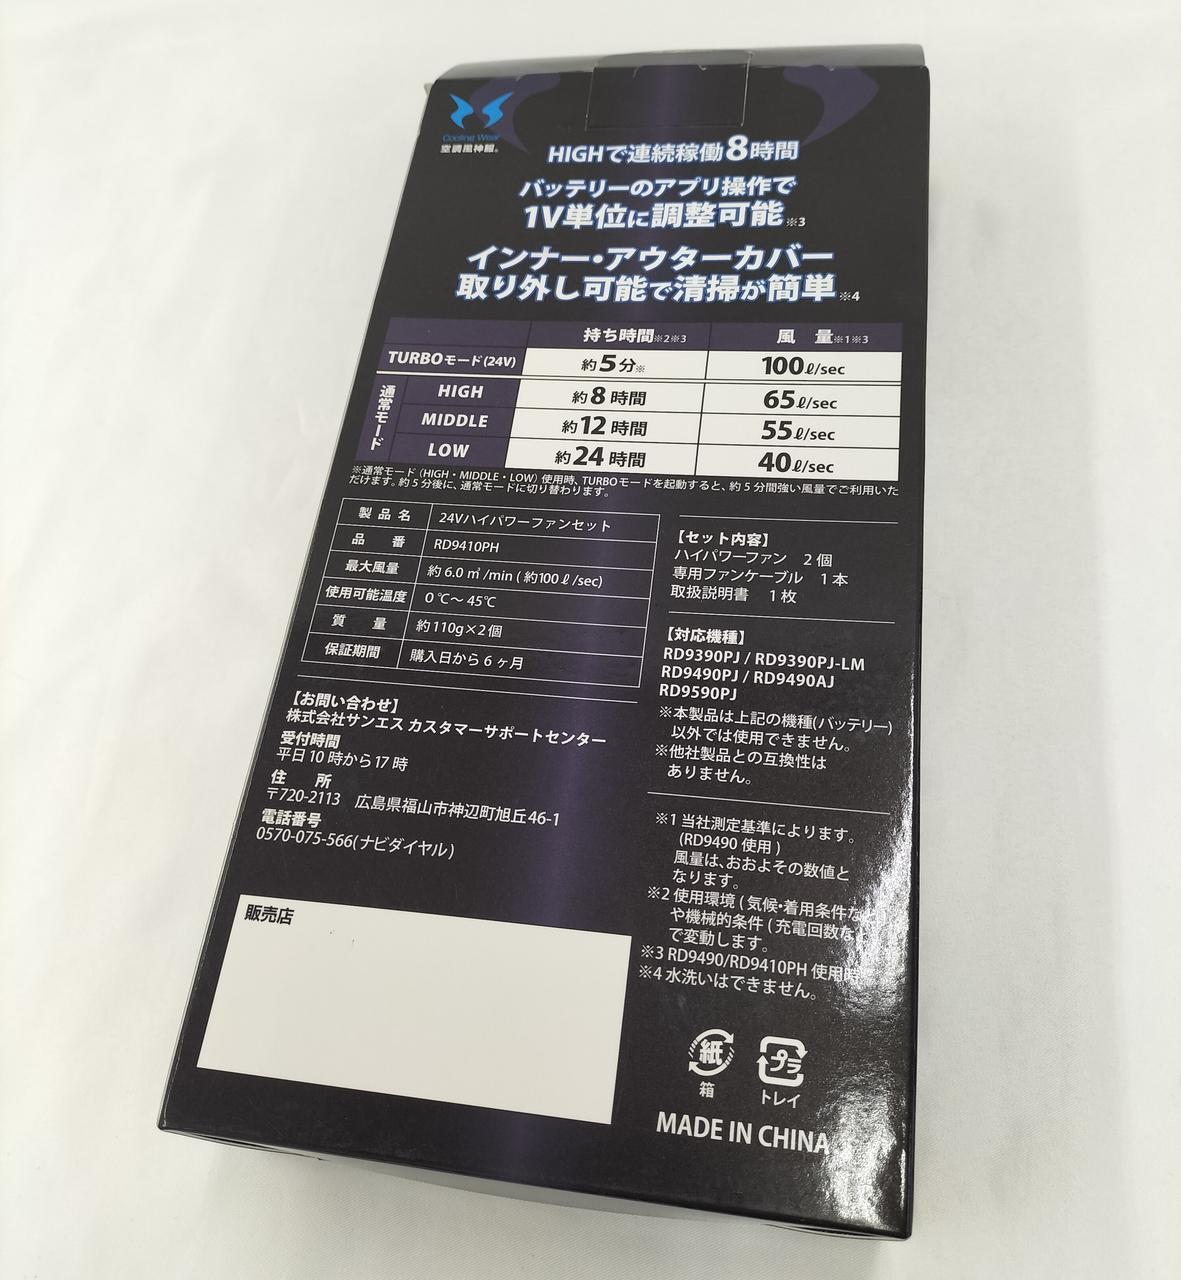 Cooling Wear
空調風神服®
HIGHで連続稼働8時間
バッテリーのアプリ操作で
1V単位に調整可能※3
インナー・アウターカバー
取り外し可能で清掃が簡単※4
持ち時間※2※3 風 量※1※3
TURBOモード(24V) 約5分※ 100ℓ/sec
通常モード
HIGH 約8時間 65ℓ/sec
MIDDLE 約12時間 55ℓ/sec
LOW 約24時間 40ℓ/sec
※通常モード(HIGH・MIDDLE・LOW)使用時、TURBOモードを起動すると、約5分間強い風量でご利用いた
だけます。約5分後に、通常モードに切り替わります。
製品名 24Vハイパワーファンセット
品 番 RD9410PH
最大風量 約6.0㎥/min(約100ℓ/sec)
使用可能温度 0℃〜45℃
質 量 約110g×2個
保証期間 購入日から6ヶ月
【お問い合わせ】
株式会社サンエス カスタマーサポートセンター
受付時間
平日10時から17時
住 所
〒720-2113 広島県福山市神辺町旭丘46-1
電話番号
0570-075-566(ナビダイヤル)
販売店
【セット内容】
ハイパワーファン 2個
専用ファンケーブル 1本
取扱説明書 1枚
【対応機種】
RD9390PJ / RD9390PJ-LM
RD9490PJ / RD9490AJ
RD9590PJ
※本製品は上記の機種(バッテリー)
以外では使用できません。
※他社製品との互換性は
ありません。
※1 当社測定基準によります。
(RD9490 使用)
風量は、おおよその数値と
なります。
※2 使用環境(気候・着用条件など)
や機械的条件(充電回数など)
で変動します。
※3 RD9490/RD9410PH 使用時
※4 水洗いはできません。
紙
箱
プラ
トレイ
MADE IN CHINA